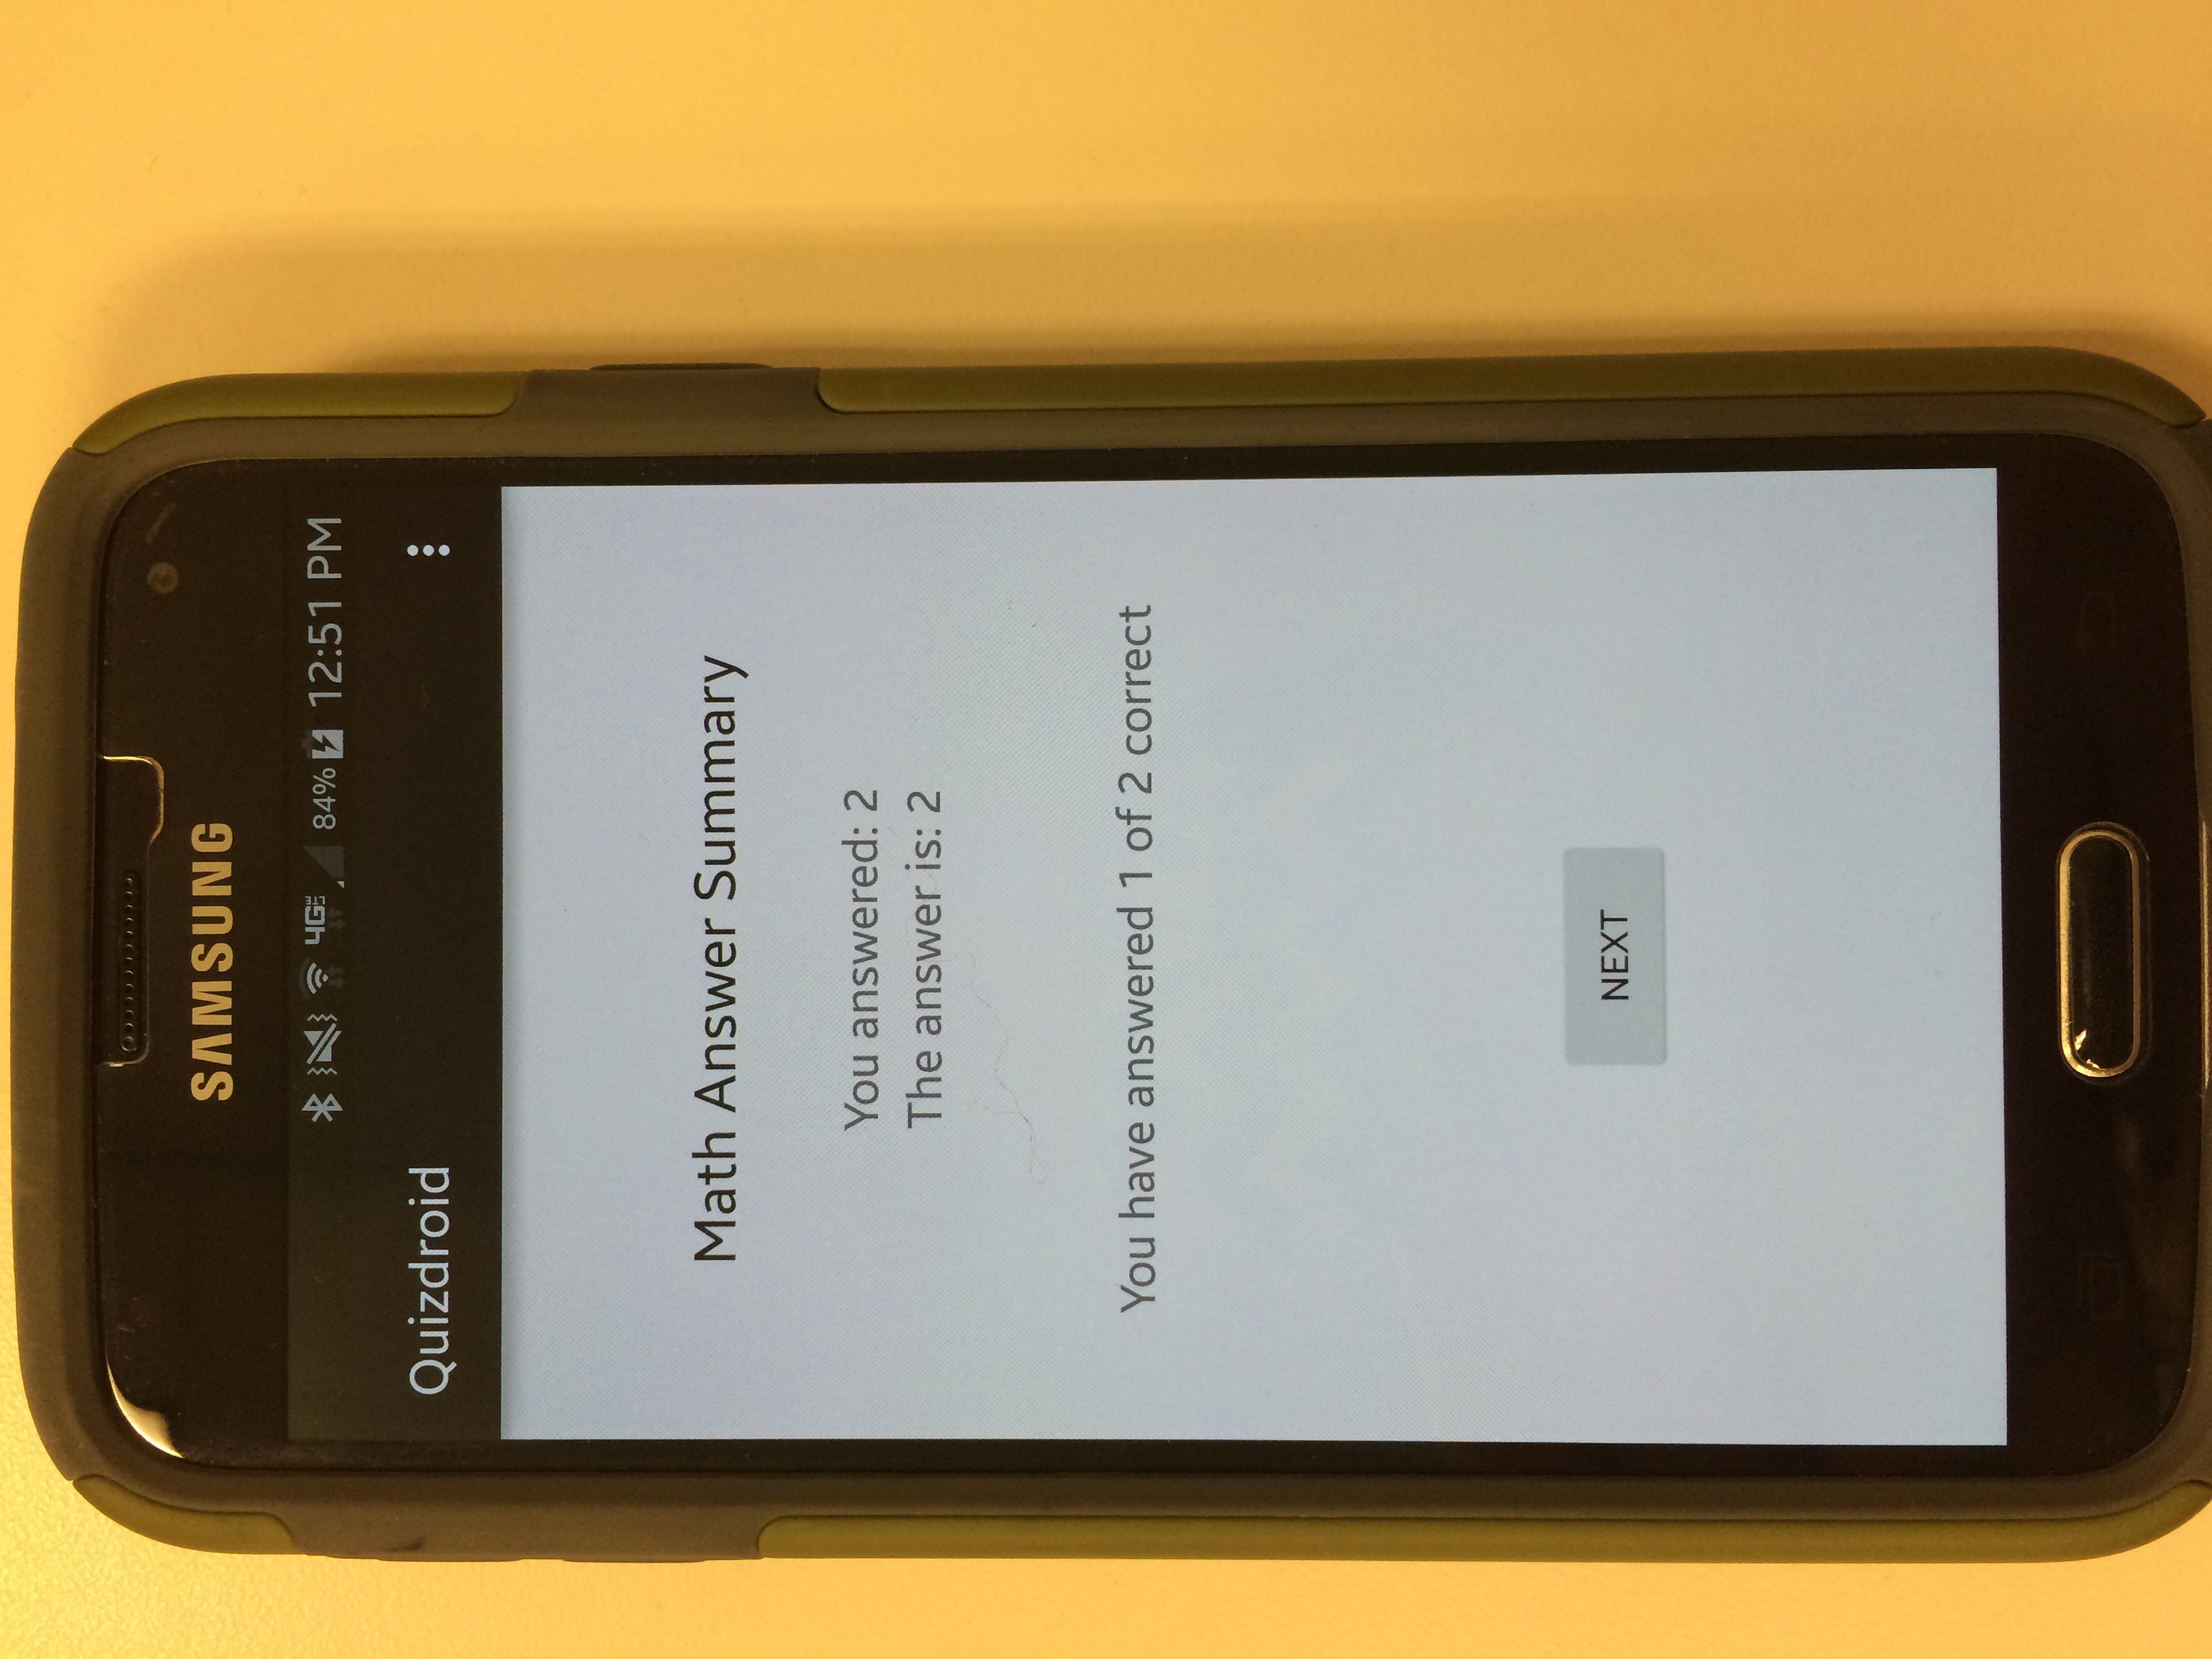 SAMSUNG
4G LTE 84% 12:51 PM
Quizdroid
Math Answer Summary
You answered: 2
The answer is: 2
You have answered 1 of 2 correct
NEXT